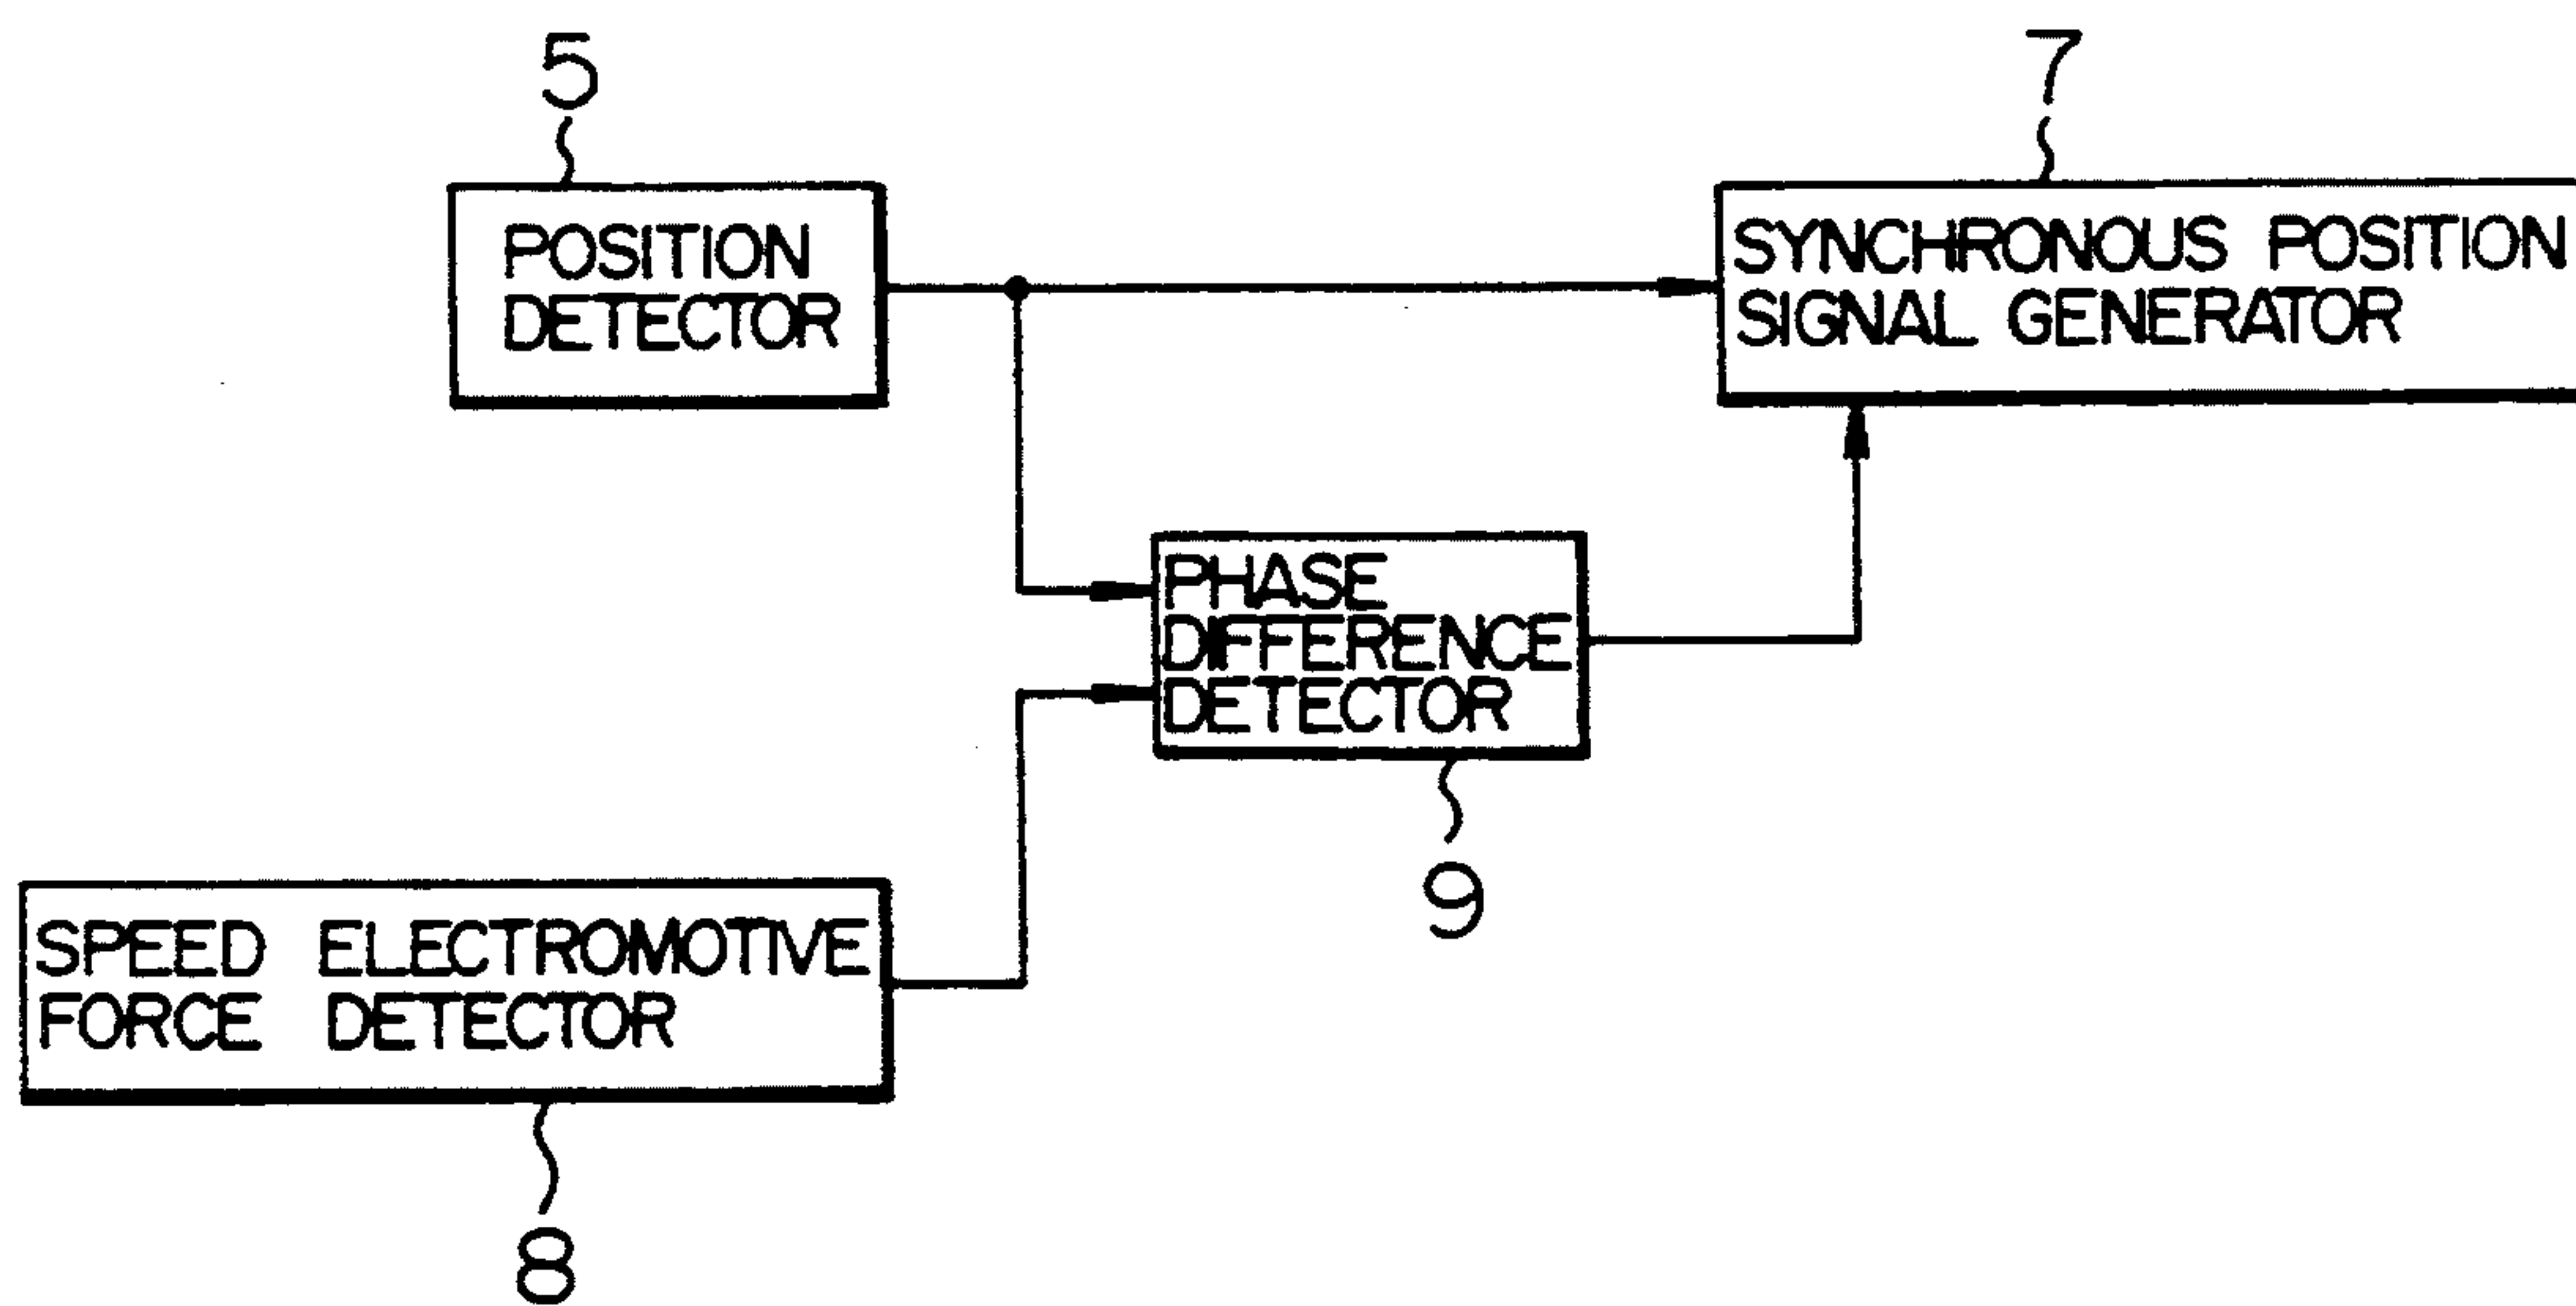 5
7
POSITION
DETECTOR
SYNCHRONOUS POSITION
SIGNAL GENERATOR
PHASE
DIFFERENCE
DETECTOR
9
SPEED ELECTROMOTIVE
FORCE DETECTOR
8